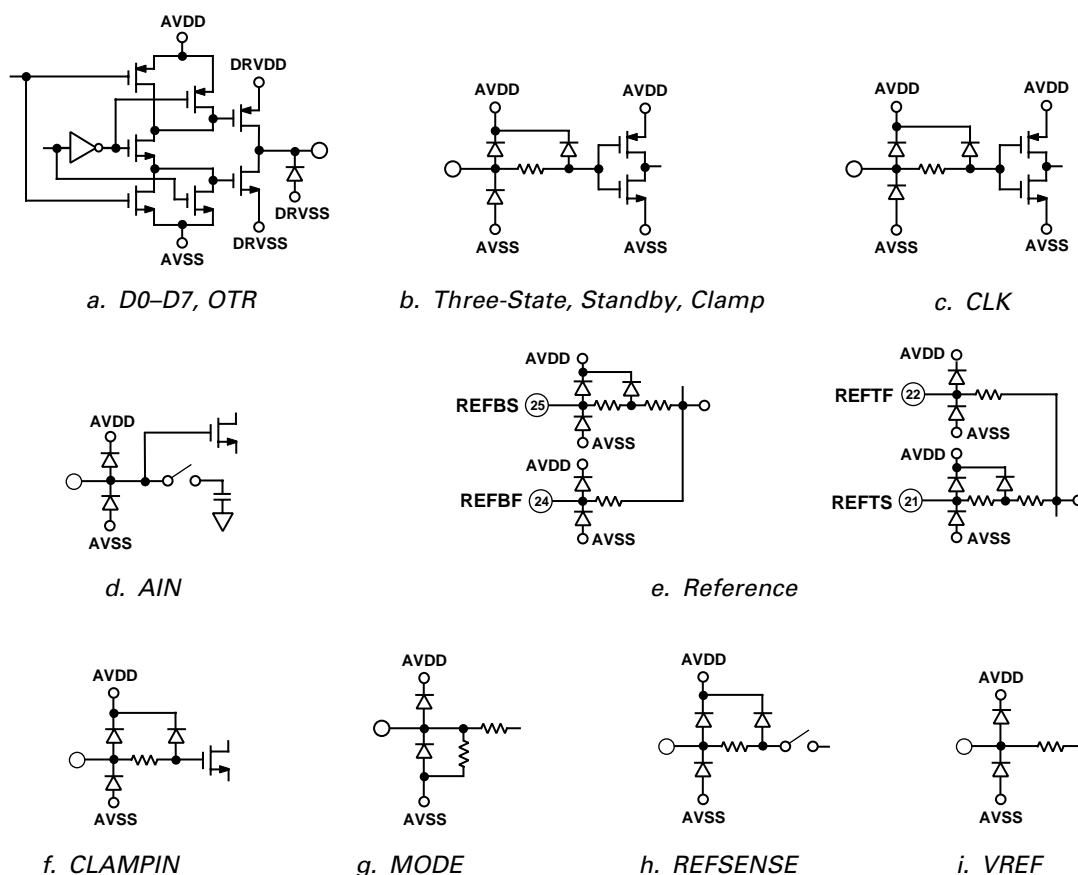 AVDD
DRVDD
DRVSS
DRVSS
AVSS
a. D0–D7, OTR
AVDD
AVDD
AVSS
AVSS
b. Three-State, Standby, Clamp
AVDD
AVDD
AVSS
AVSS
c. CLK
AVDD
AVSS
d. AIN
AVDD
REFBS 25
AVSS
AVDD
REFBF 24
AVSS
AVDD
REFTF 22
AVSS
AVDD
REFTS 21
AVSS
e. Reference
AVDD
AVSS
f. CLAMPIN
AVDD
AVSS
g. MODE
AVDD
AVSS
h. REFSENSE
AVDD
AVSS
i. VREF